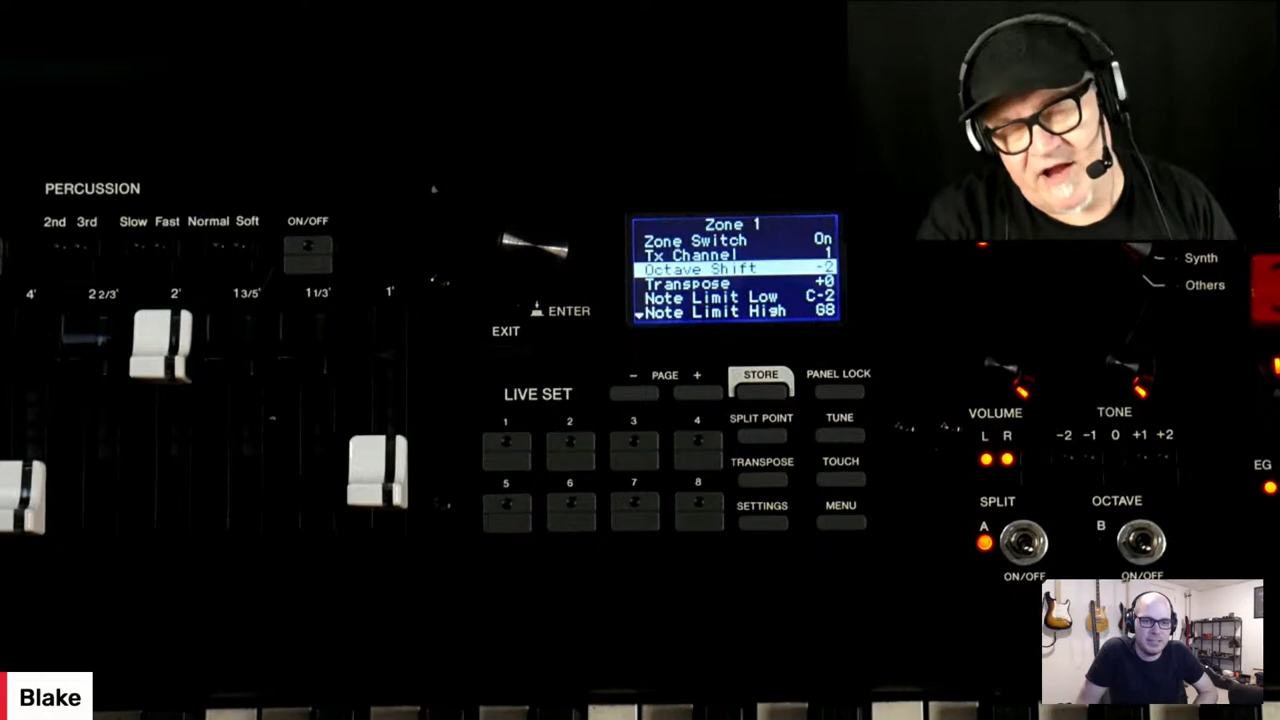 PERCUSSION
2nd 3rd Slow Fast Normal Soft ON/OFF
4' 2 2/3' 2' 1 3/5' 1 1/3' 1'
ENTER
EXIT
Zone 1
Zone Switch On
Tx Channel 1
Octave Shift -2
Transpose +0
Note Limit Low C-2
Note Limit High G8
LIVE SET
− PAGE +
STORE
PANEL LOCK
1 2 3 4
SPLIT POINT
TUNE
TRANSPOSE
TOUCH
5 6 7 8
SETTINGS
MENU
Synth
Others
VOLUME
TONE
L R
-2 -1 0 +1 +2
EG
SPLIT
OCTAVE
A
B
ON/OFF
ON/OFF
Blake